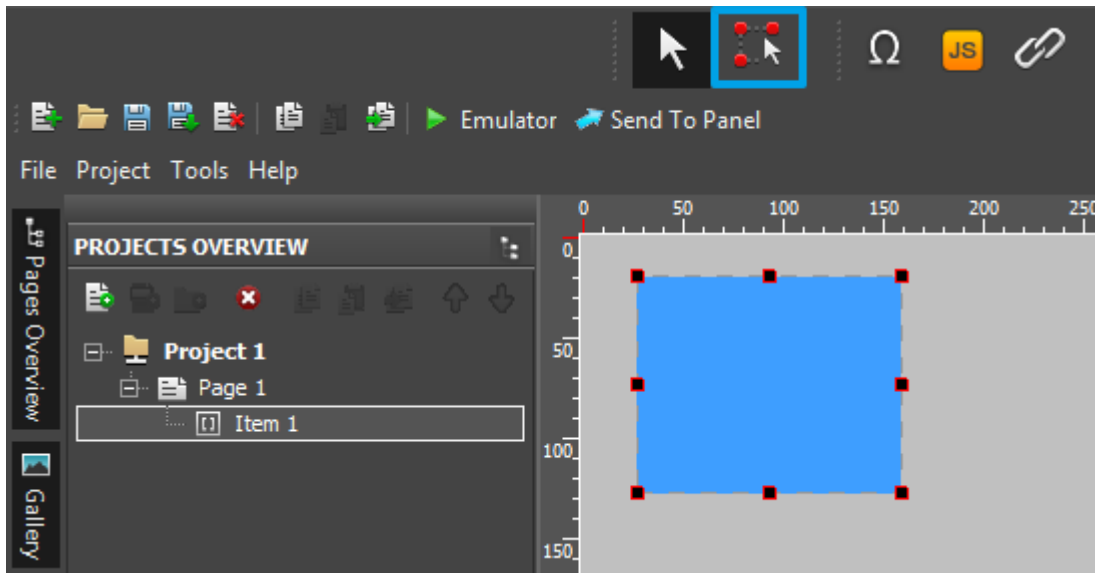 Ω JS
Emulator Send To Panel
File Project Tools Help
0 50 100 150 200 250
Pages Overview
PROJECTS OVERVIEW
0
Project 1
50
Page 1
Item 1
100
Gallery
150